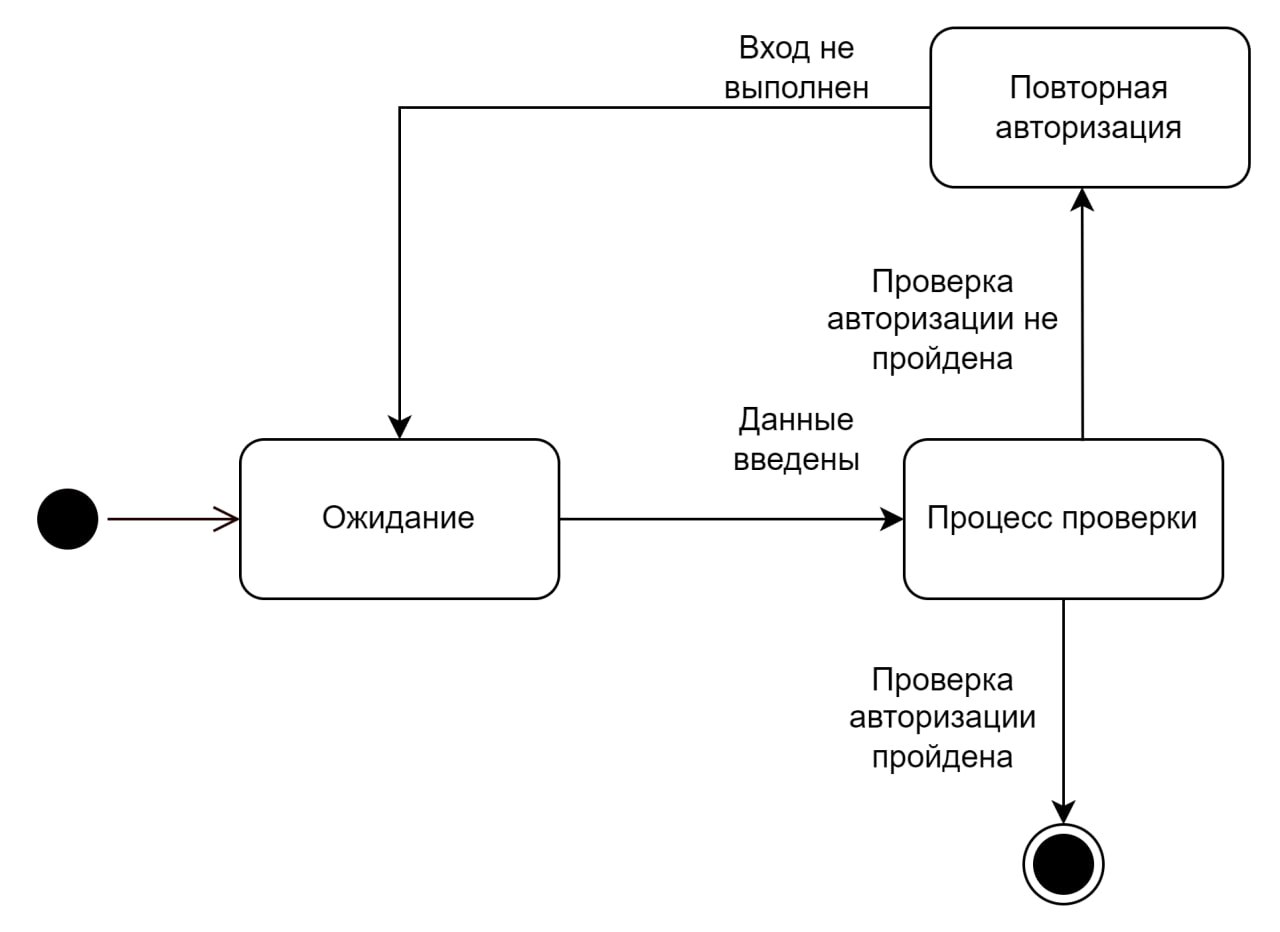 Вход не
выполнен
Повторная
авторизация
Проверка
авторизации не
пройдена
Данные
введены
Ожидание
Процесс проверки
Проверка
авторизации
пройдена